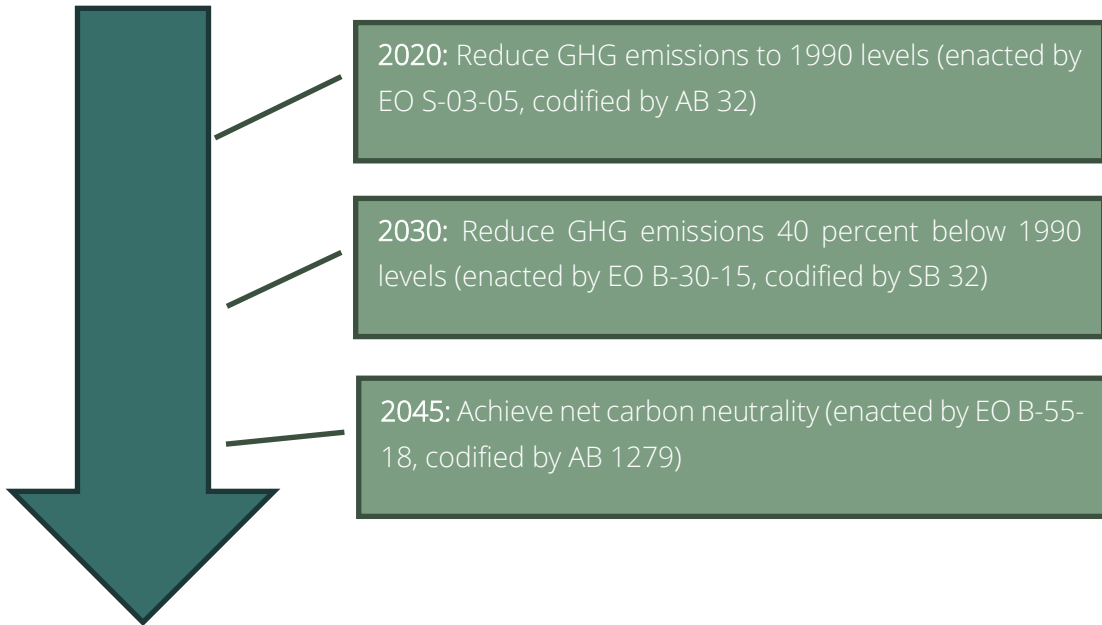 2020: Reduce GHG emissions to 1990 levels (enacted by
EO S-03-05, codified by AB 32)
2030: Reduce GHG emissions 40 percent below 1990
levels (enacted by EO B-30-15, codified by SB 32)
2045: Achieve net carbon neutrality (enacted by EO B-55-
18, codified by AB 1279)